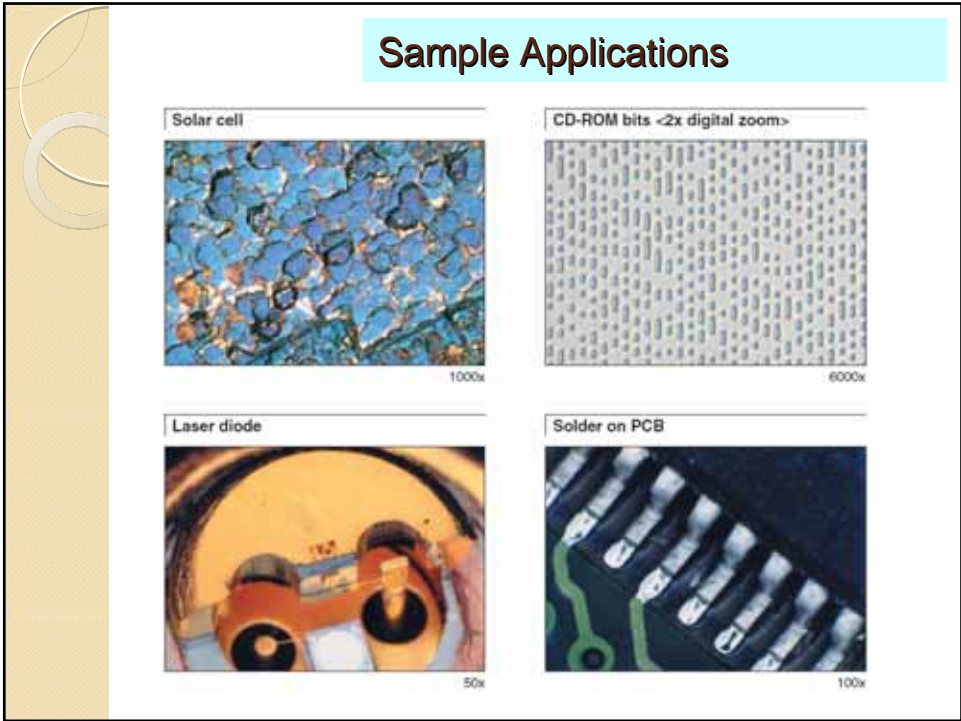 Sample Applications
Solar cell
CD-ROM bits <2x digital zoom>
1000x
6000x
Laser diode
Solder on PCB
50x
100x